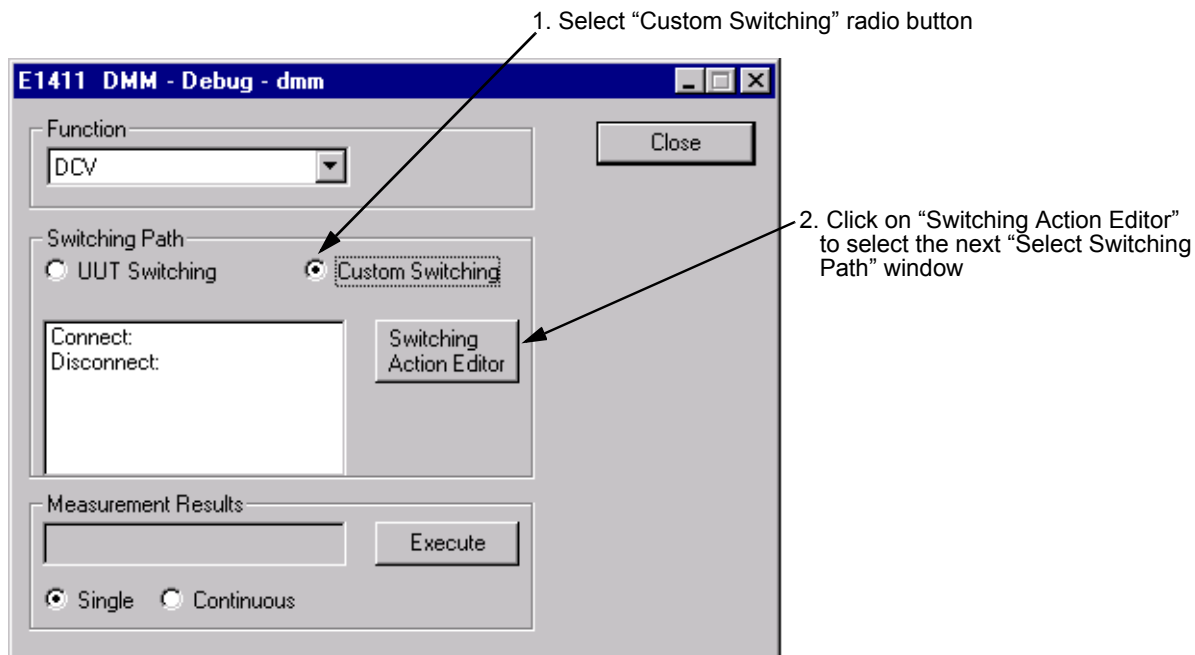 1. Select “Custom Switching” radio button
E1411 DMM - Debug - dmm
Function
DCV
Close
Switching Path
UUT Switching
Custom Switching
2. Click on “Switching Action Editor”
to select the next “Select Switching
Path” window
Connect:
Disconnect:
Switching
Action Editor
Measurement Results
Execute
Single
Continuous